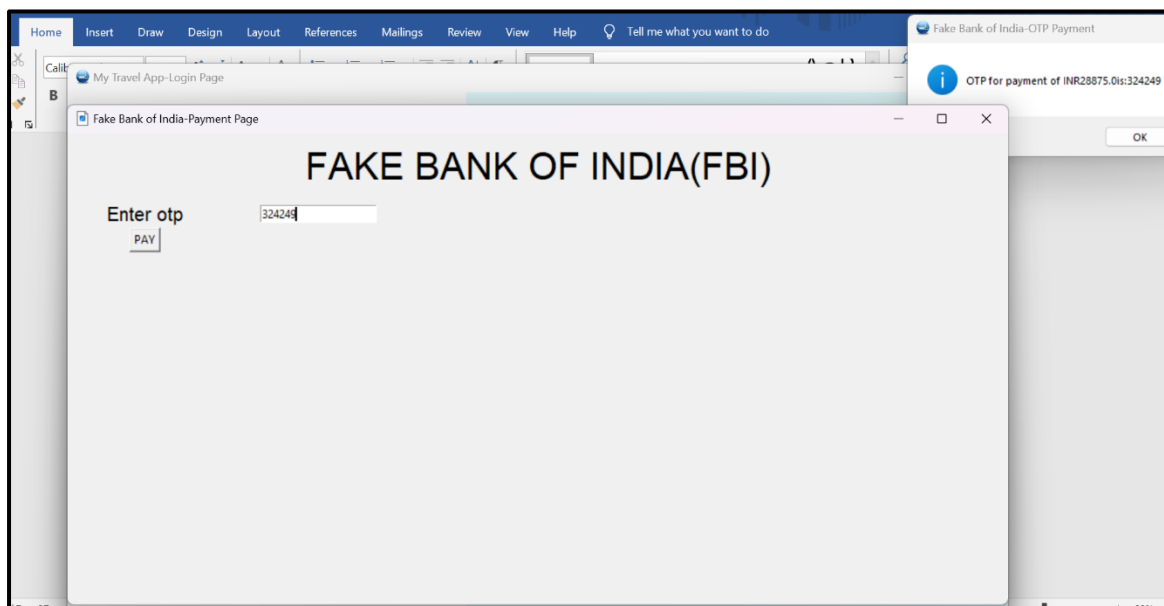 Home Insert Draw Design Layout References Mailings Review View Help Tell me what you want to do
Fake Bank of India-OTP Payment
Calib
My Travel App-Login Page
B
OTP for payment of INR28875.0is:324249
Fake Bank of India-Payment Page
OK
FAKE BANK OF INDIA(FBI)
Enter otp 324249
PAY